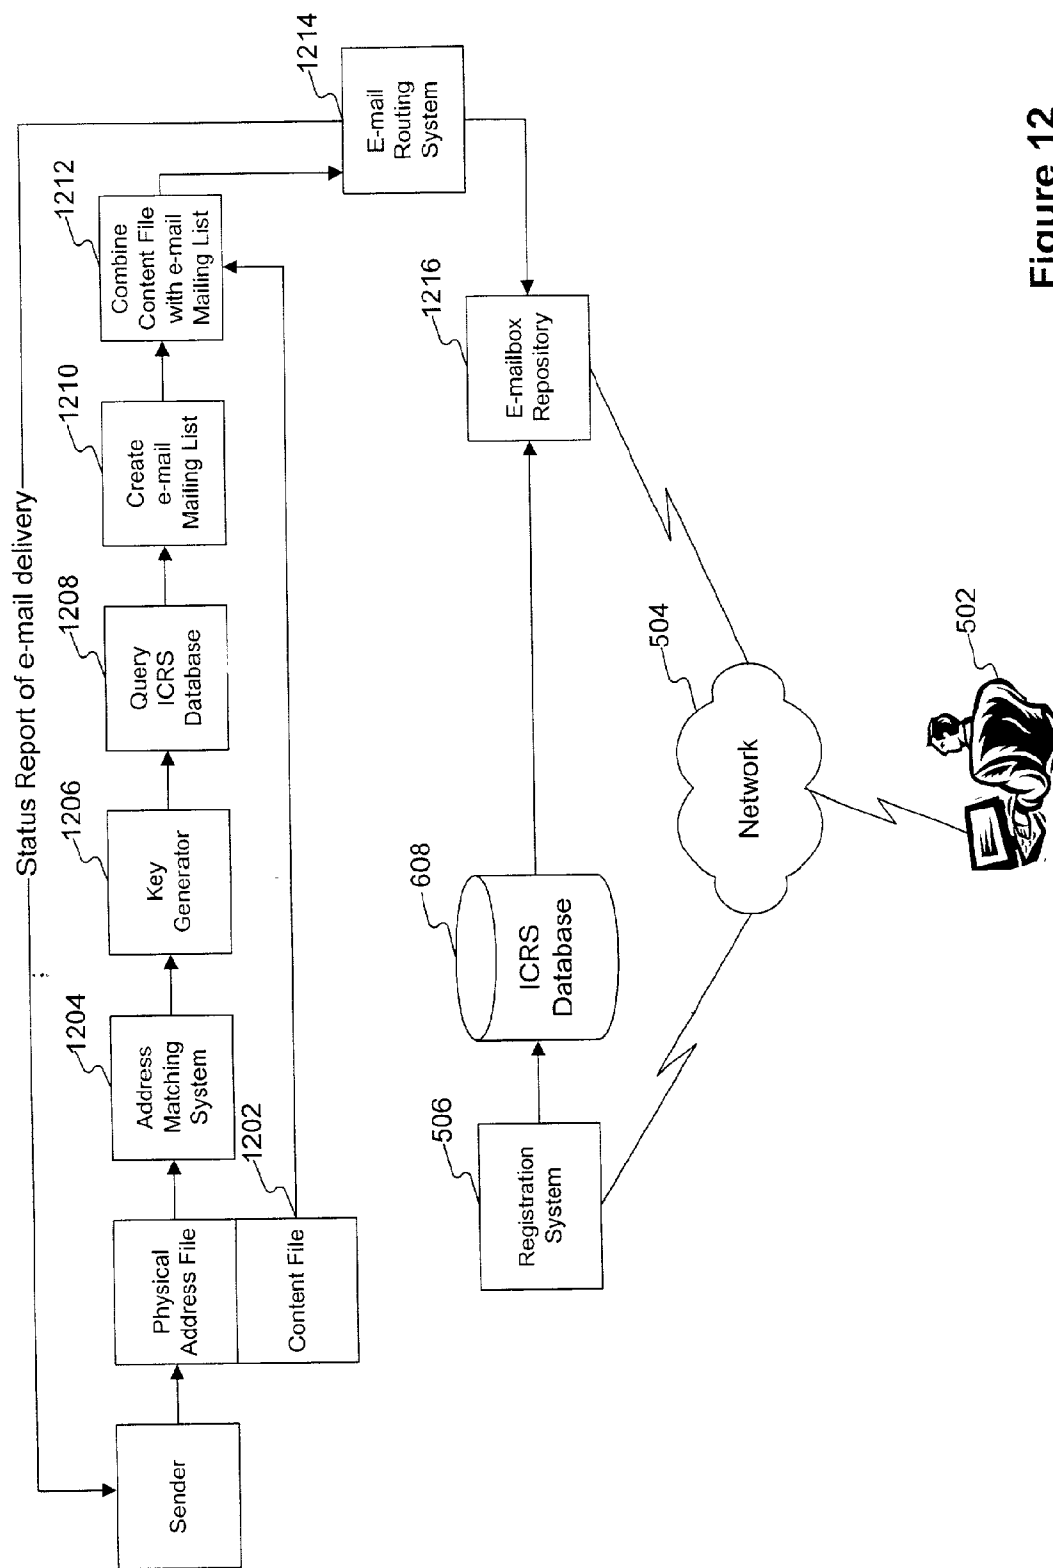 Status Report of e-mail delivery
Sender
Physical
Address File
Content File
1202
Address
Matching
System
1204
Key
Generator
1206
Query
ICRS
Database
1208
Create
e-mail
Mailing List
1210
Combine
Content File
with e-mail
Mailing List
1212
E-mail
Routing
System
1214
Registration
System
506
ICRS
Database
608
E-mailbox
Repository
1216
Network
504
502
Figure 12